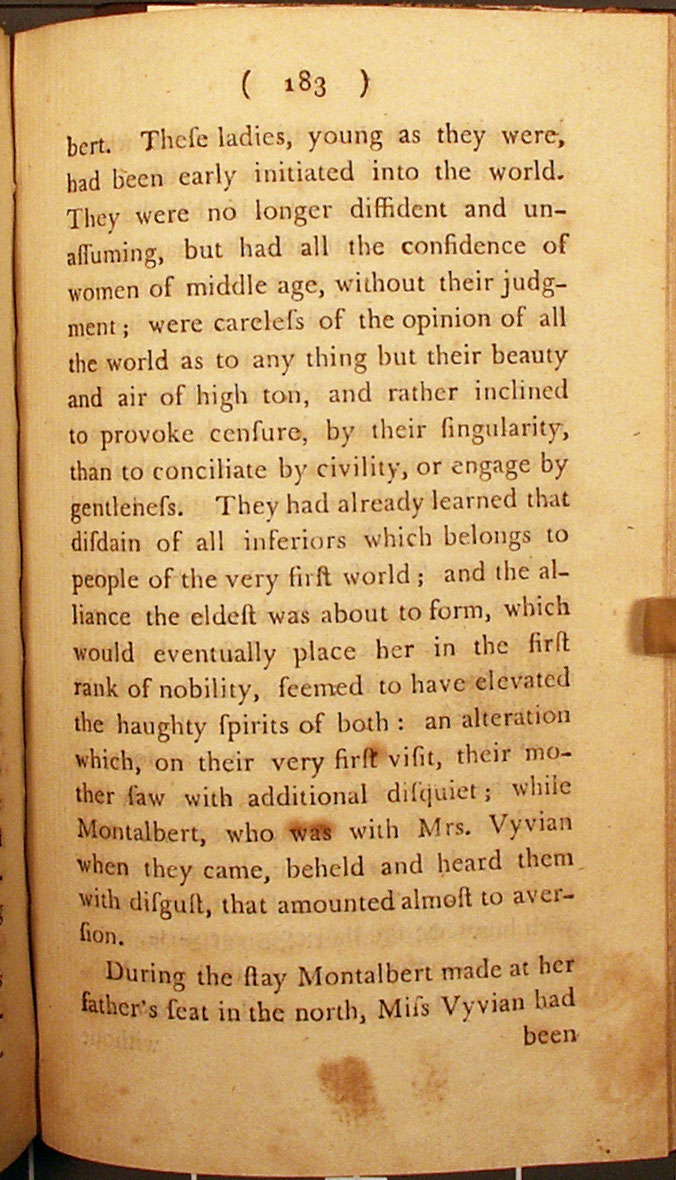 ( 183 )
bert. Theſe ladies, young as they were,
had been early initiated into the world.
They were no longer diffident and un-
aſſuming, but had all the confidence of
women of middle age, without their judg-
ment; were careleſs of the opinion of all
the world as to any thing but their beauty
and air of high ton, and rather inclined
to provoke cenſure, by their ſingularity,
than to conciliate by civility, or engage by
gentleneſs. They had already learned that
diſdain of all inferiors which belongs to
people of the very firſt world; and the al-
liance the eldeſt was about to form, which
would eventually place her in the firſt
rank of nobility, ſeemed to have elevated
the haughty ſpirits of both: an alteration
which, on their very firſt viſit, their mo-
ther ſaw with additional diſquiet; while
Montalbert, who was with Mrs. Vyvian
when they came, beheld and heard them
with diſguſt, that amounted almoſt to aver-
ſion.
During the ſtay Montalbert made at her
father's ſeat in the north, Miſs Vyvian had
been